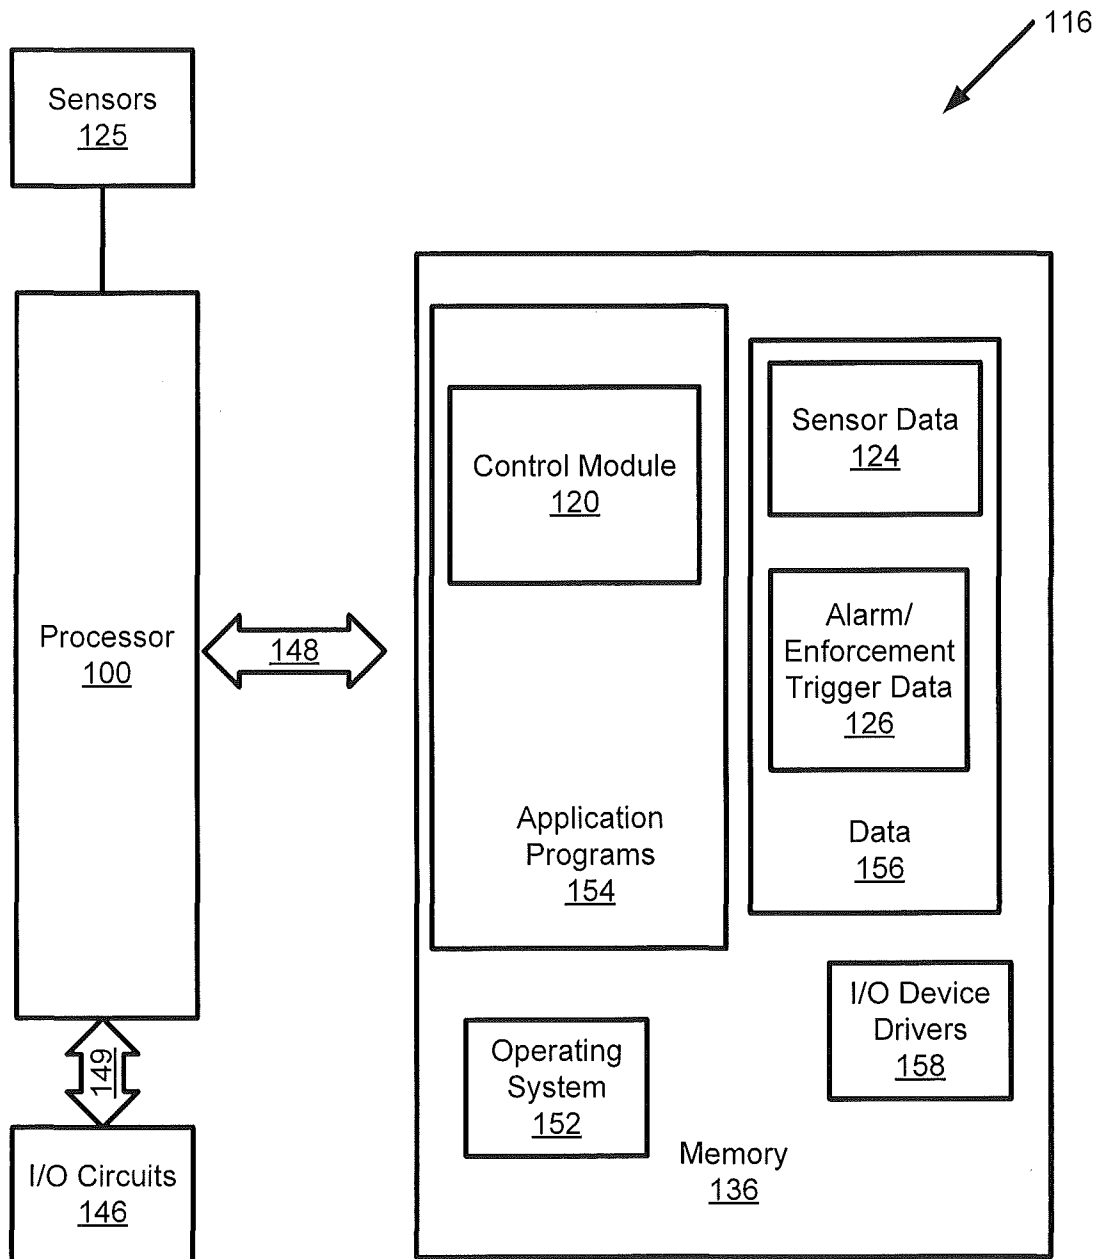 116
Sensors
125
Control Module
120
Sensor Data
124
Processor
100
148
Alarm/
Enforcement
Trigger Data
126
Application
Programs
154
Data
156
I/O Device
Drivers
158
149
Operating
System
152
I/O Circuits
146
Memory
136